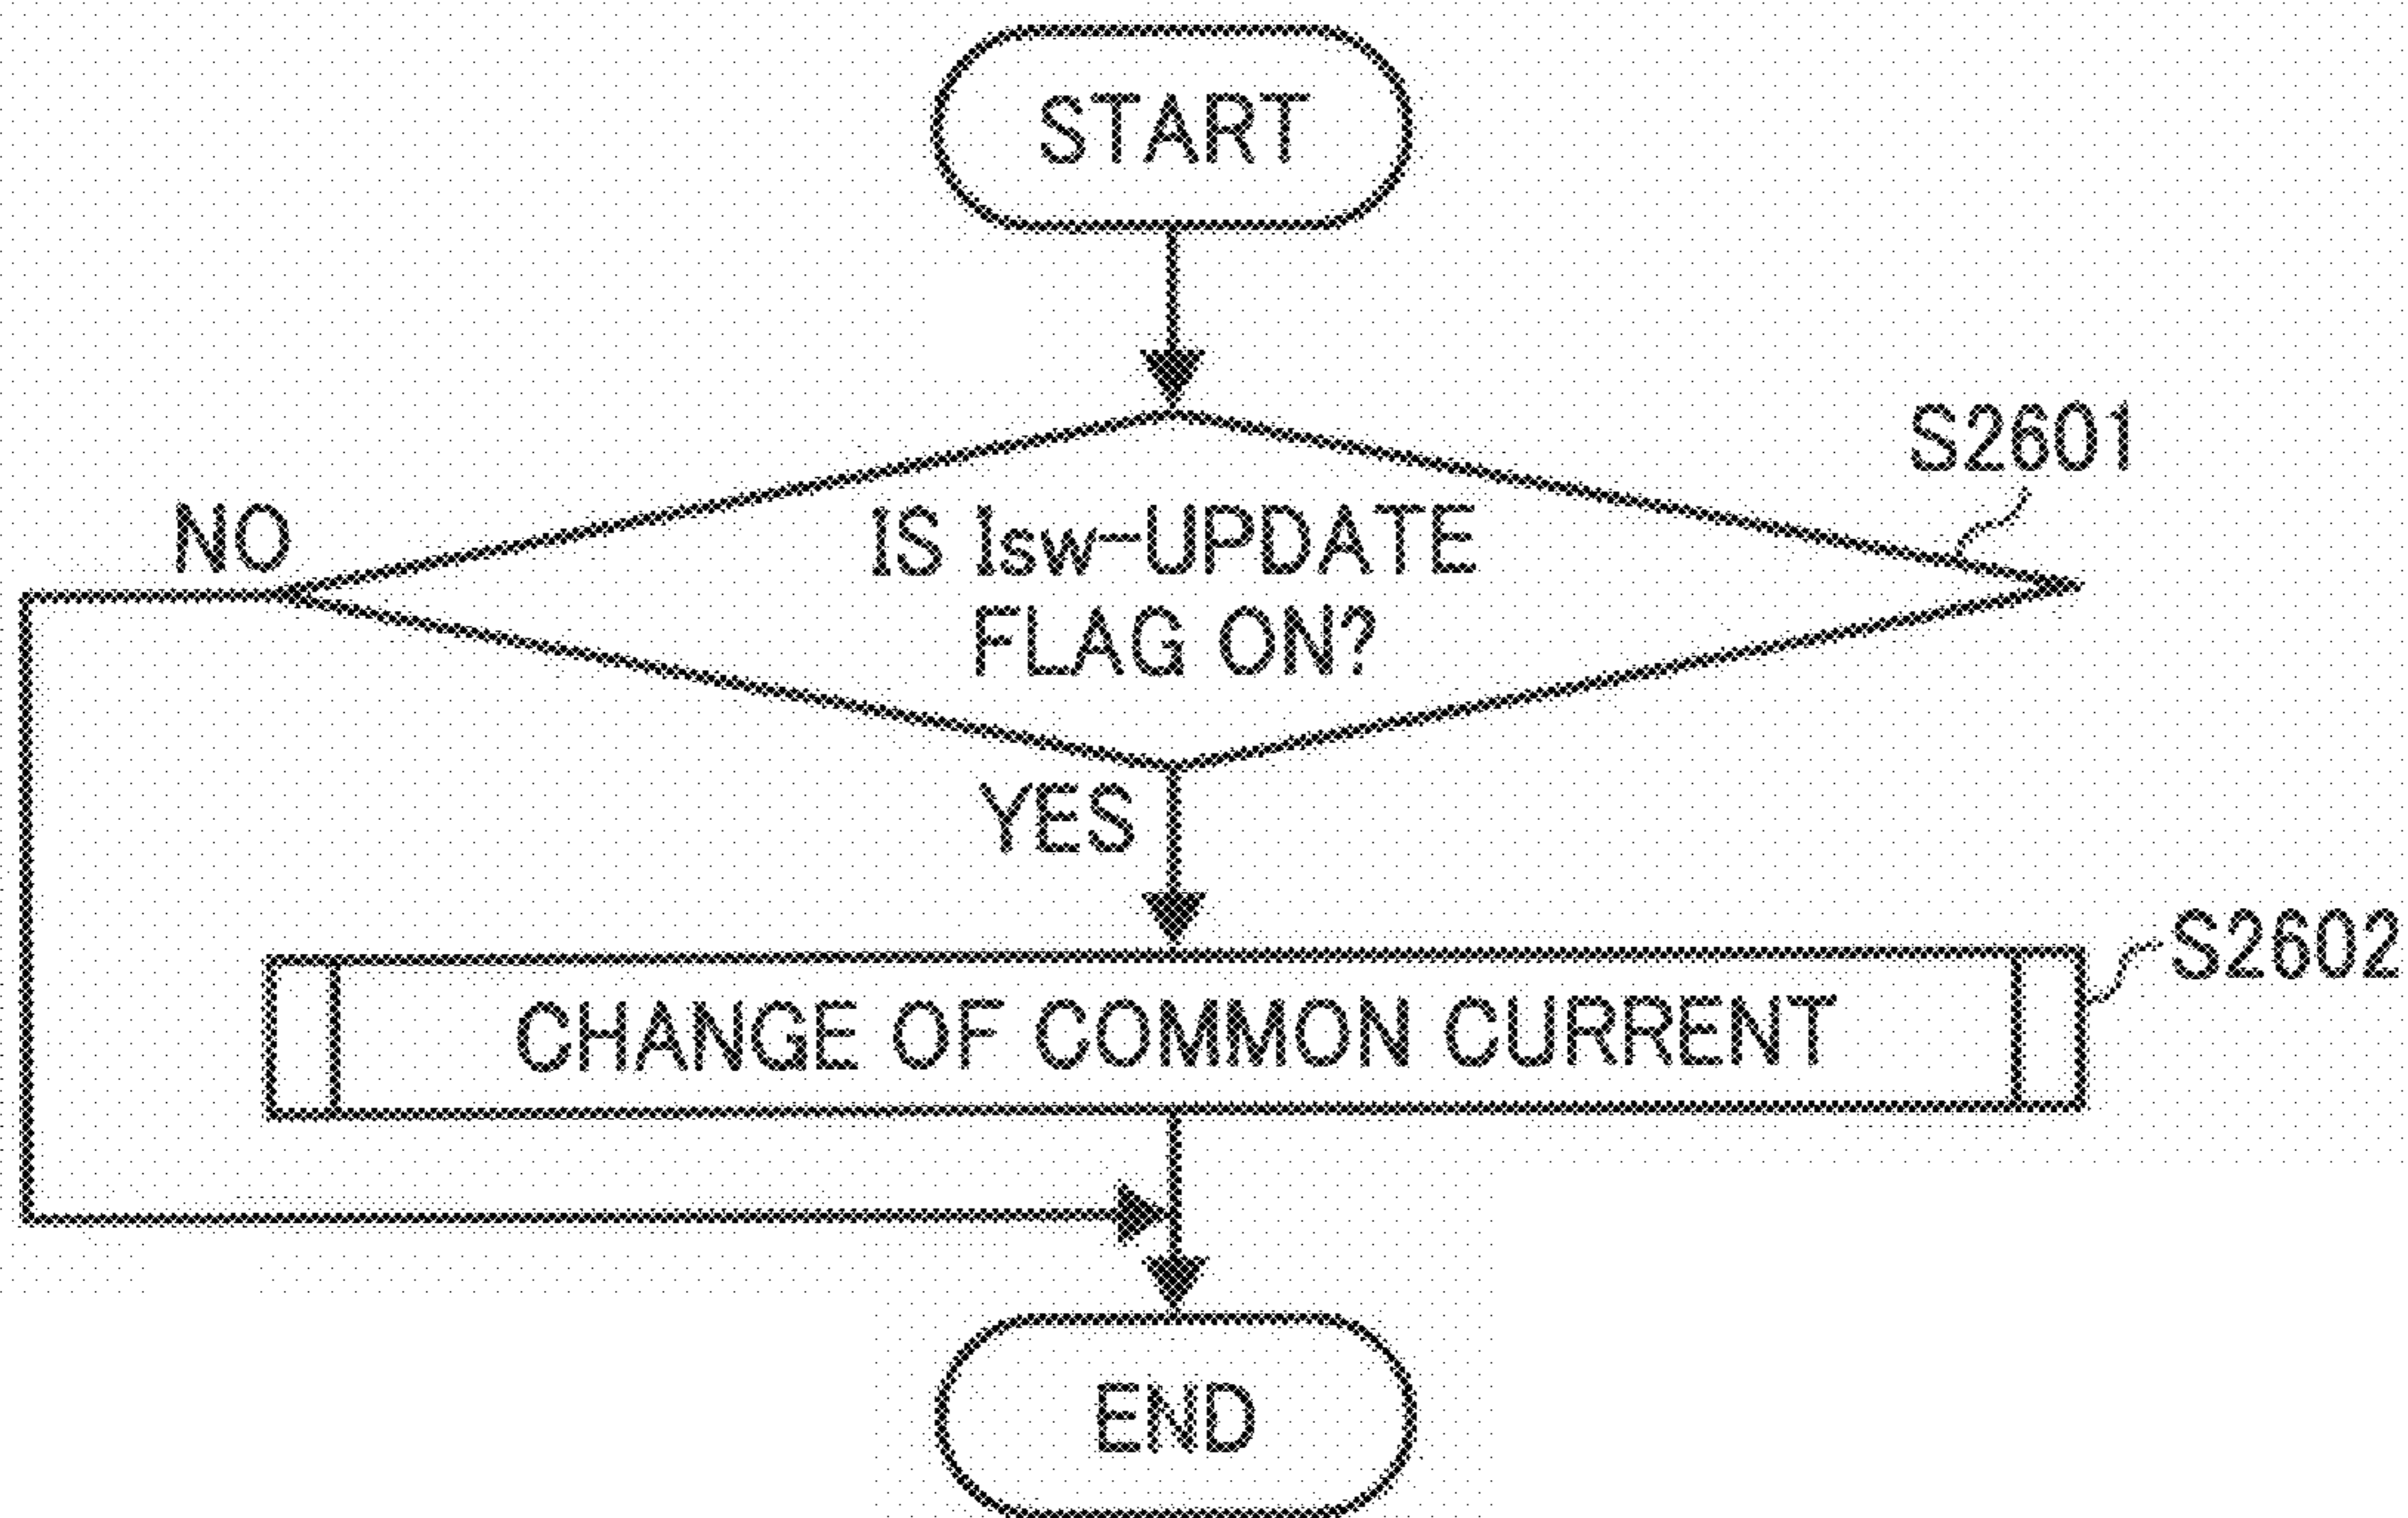 START
S2601
NO
IS Isw-UPDATE
FLAG ON?
YES
S2602
CHANGE OF COMMON CURRENT
END